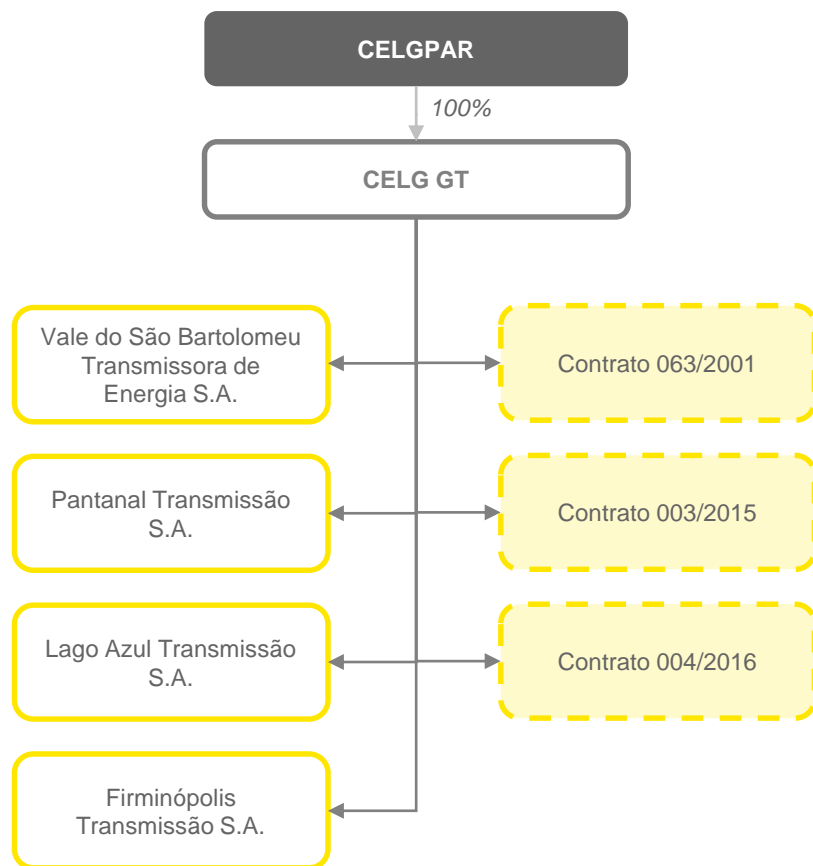 CELGPAR
100%
CELG GT
Vale do São Bartolomeu
Transmissora de
Energia S.A.
Contrato 063/2001
Pantanal Transmissão
S.A.
Contrato 003/2015
Lago Azul Transmissão
S.A.
Contrato 004/2016
Firminópolis
Transmissão S.A.